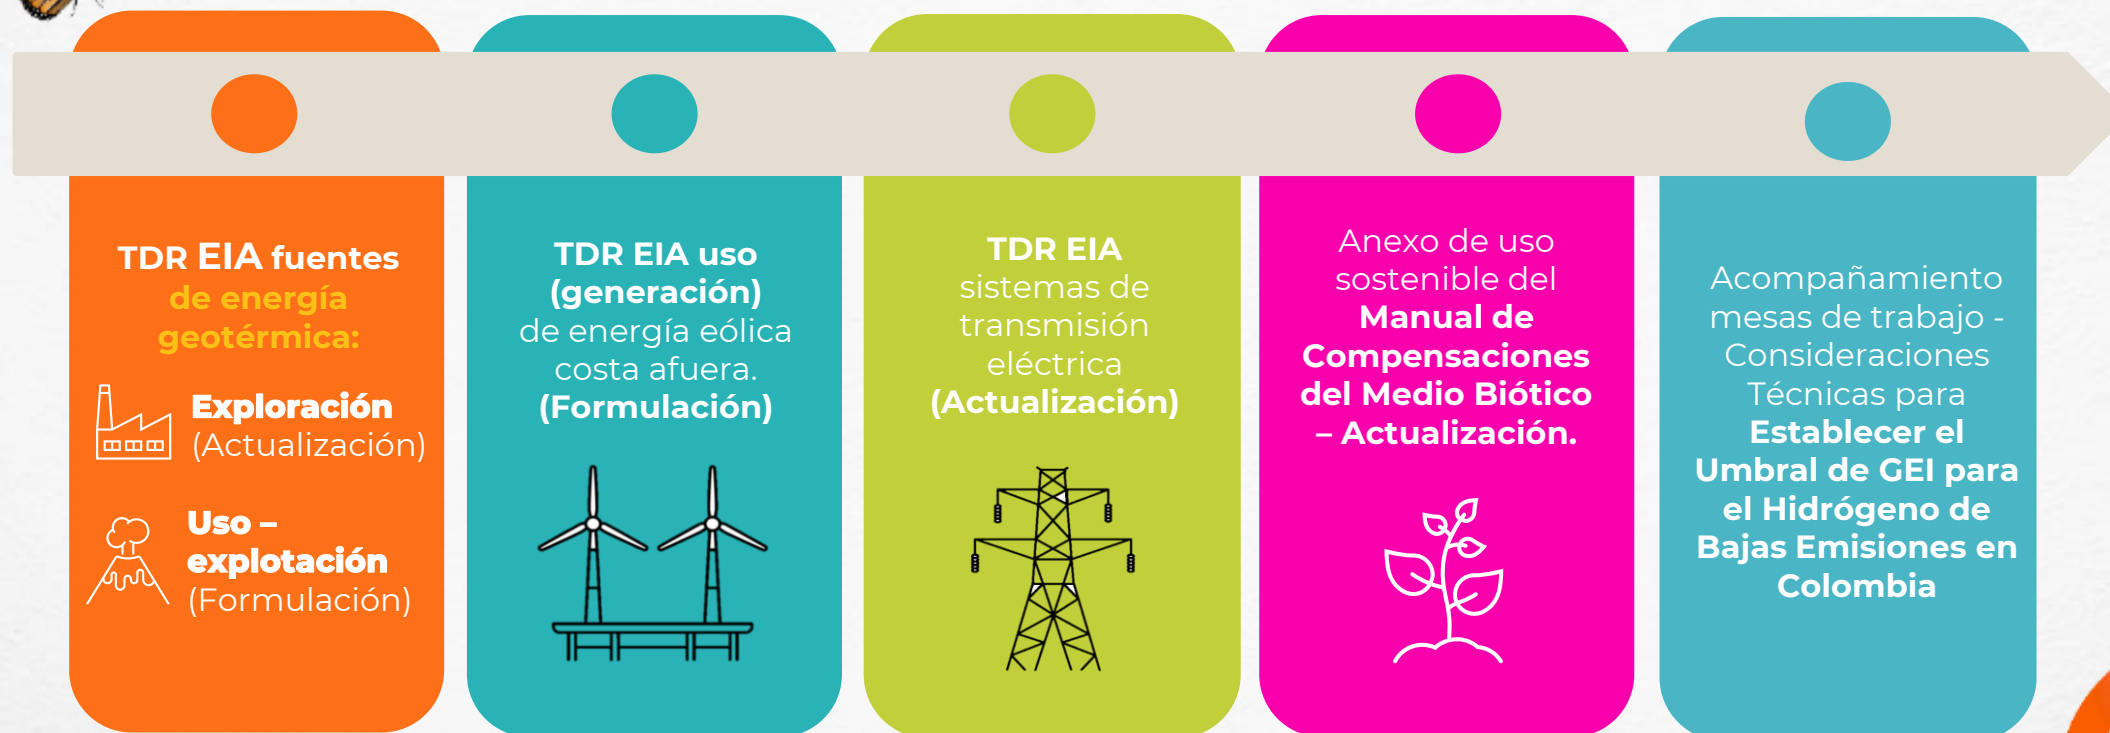 TDR EIA fuentes
de energía
geotérmica:
Exploración
(Actualización)
Uso –
explotación
(Formulación)
TDR EIA uso
(generación)
de energía eólica
costa afuera.
(Formulación)
TDR EIA
sistemas de
transmisión
eléctrica
(Actualización)
Anexo de uso
sostenible del
Manual de
Compensaciones
del Medio Biótico
– Actualización.
Acompañamiento
mesas de trabajo -
Consideraciones
Técnicas para
Establecer el
Umbral de GEI para
el Hidrógeno de
Bajas Emisiones en
Colombia